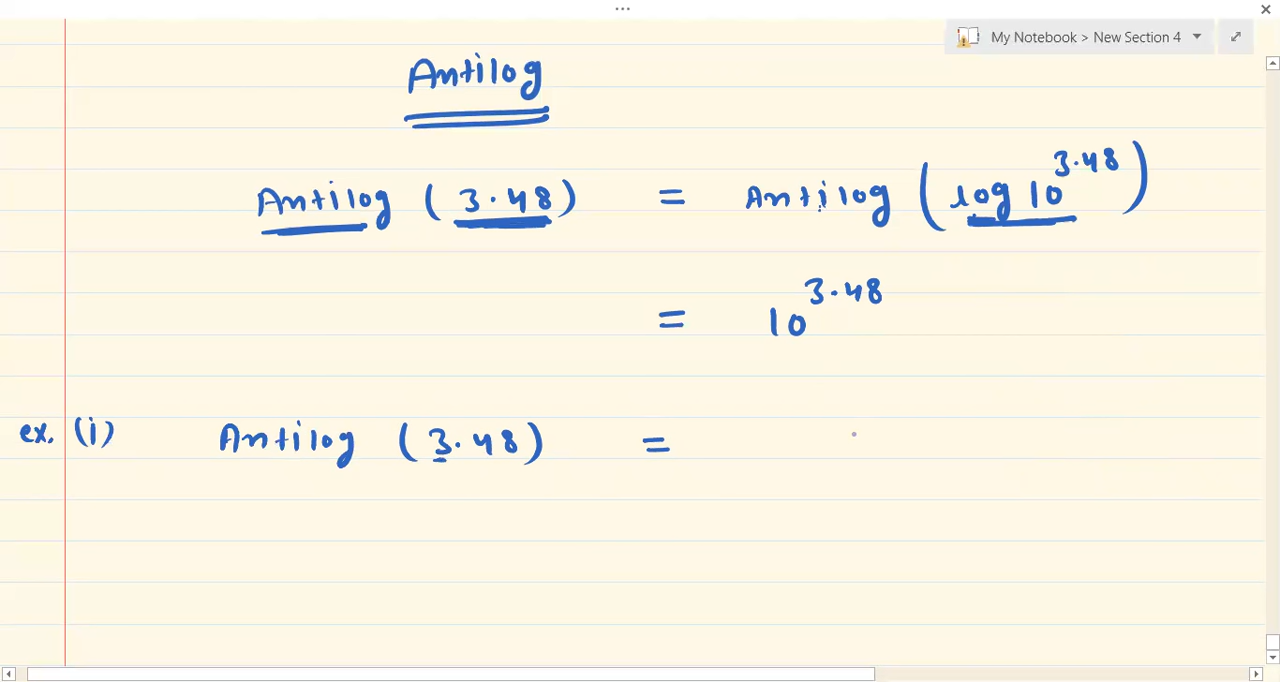 My Notebook > New Section 4
Antilog
Antilog (3.48) = Antilog (log 10^3.48)
= 10^3.48
ex. (i) Antilog (3.48) =